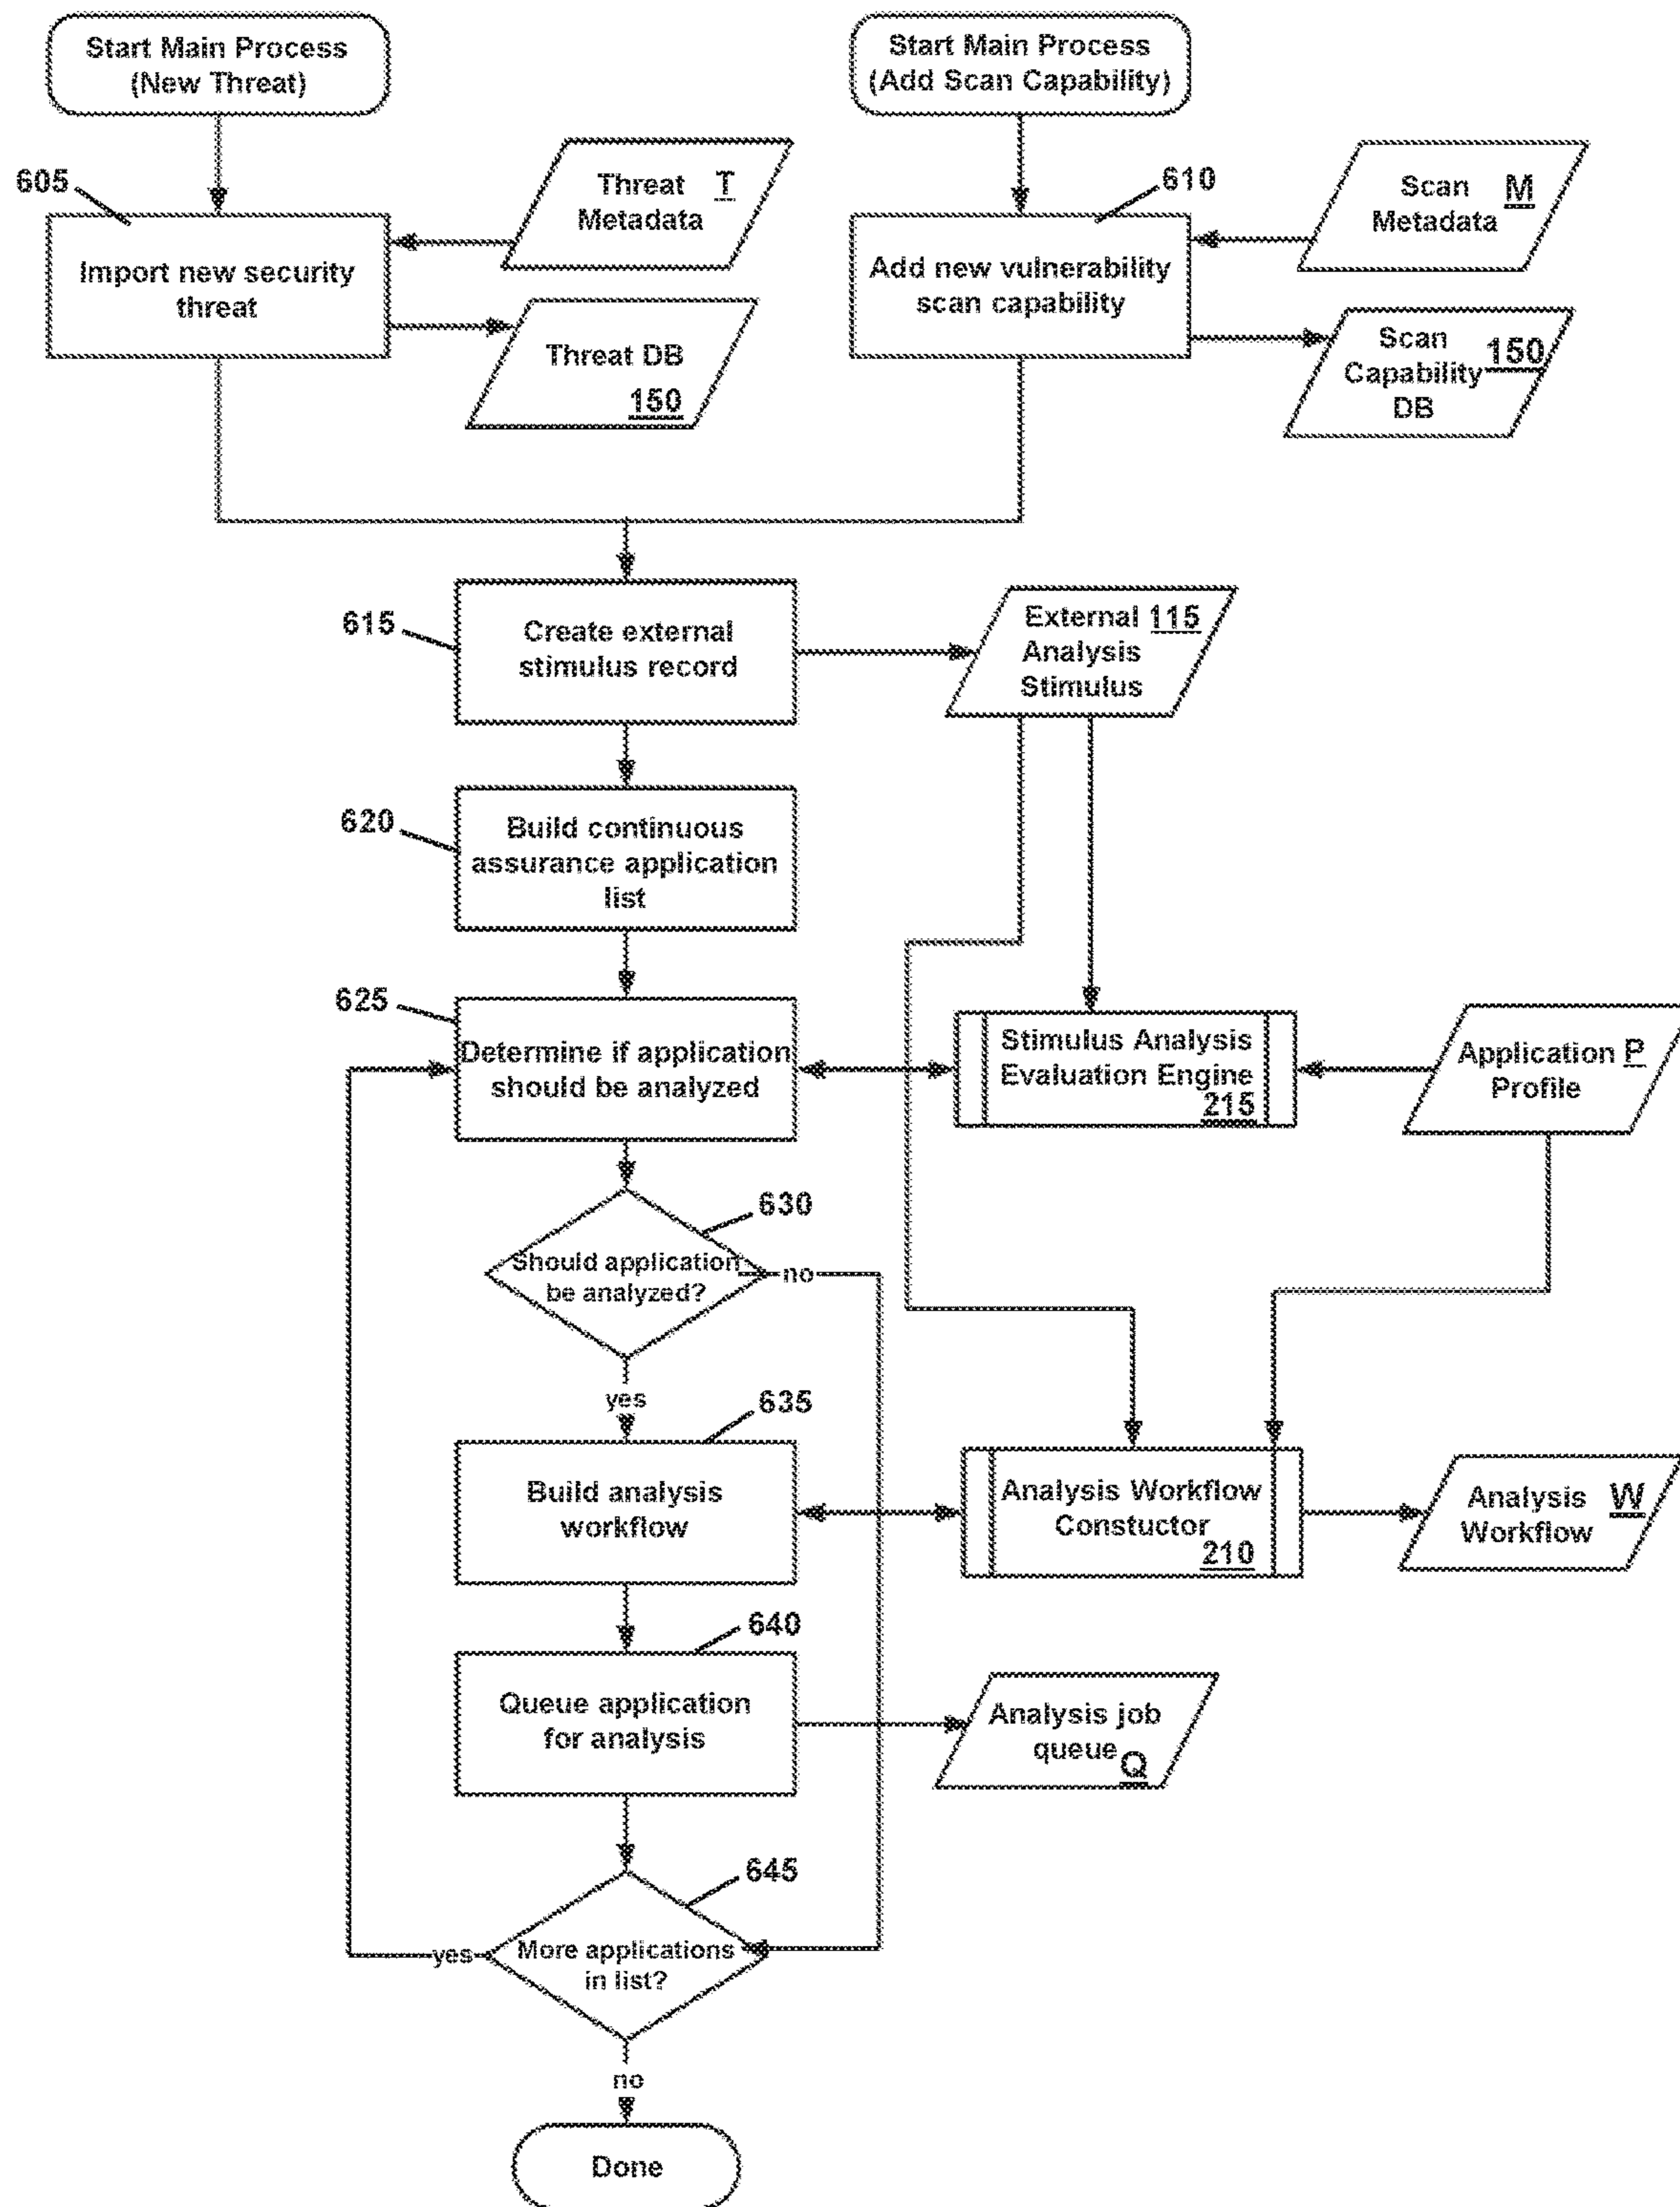 Start Main Process
(New Threat)
Start Main Process
(Add Scan Capability)
605
Threat T
Metadata
610
Scan M
Metadata
Import new security
threat
Add new vulnerability
scan capability
Threat DB
150
Scan
Capability 150
DB
615
Create external
stimulus record
External 115
Analysis
Stimulus
620
Build continuous
assurance application
list
625
Determine if application
should be analyzed
Stimulus Analysis
Evaluation Engine
215
Application P
Profile
630
Should application
be analyzed?
no
yes
635
Build analysis
workflow
Analysis Workflow
Constuctor
210
Analysis W
Workflow
640
Queue application
for analysis
Analysis job
queue Q
645
More applications
in list?
yes
no
Done